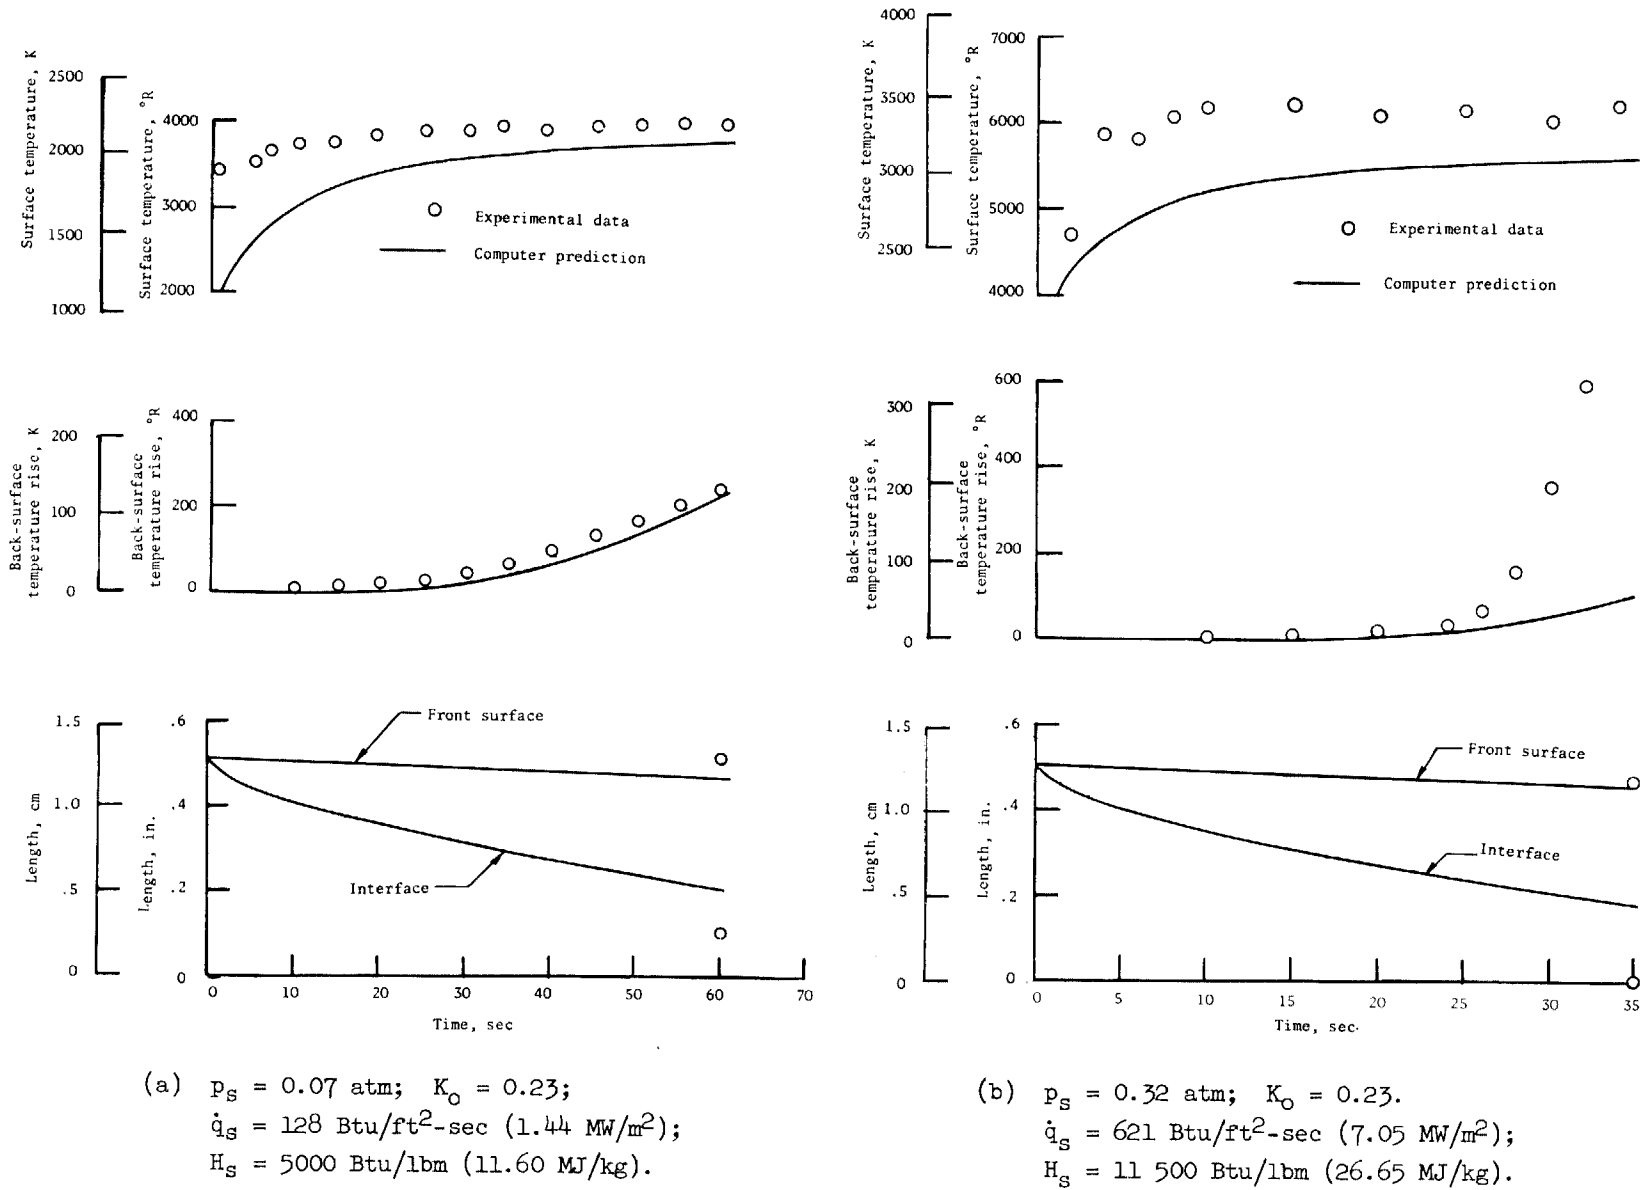 Surface temperature, K
2500
2000
1500
1000
Surface temperature, °R
4000
3000
2000
Experimental data
Computer prediction
Back-surface
temperature rise, K
200
100
0
Back-surface
temperature rise, °R
400
200
0
Length, cm
1.5
1.0
.5
0
Length, in.
.6
.4
.2
0
Front surface
Interface
0 10 20 30 40 50 60 70
Time, sec
(a) pS = 0.07 atm; KO = 0.23;
q̇S = 128 Btu/ft2-sec (1.44 MW/m2);
HS = 5000 Btu/lbm (11.60 MJ/kg).
Surface temperature, K
4000
3500
3000
2500
Surface temperature, °R
7000
6000
5000
4000
Experimental data
Computer prediction
Back-surface
temperature rise, K
300
200
100
0
Back-surface
temperature rise, °R
600
400
200
0
Length, cm
1.5
1.0
.5
0
Length, in.
.6
.4
.2
0
Front surface
Interface
0 5 10 15 20 25 30 35
Time, sec.
(b) pS = 0.32 atm; KO = 0.23.
q̇S = 621 Btu/ft2-sec (7.05 MW/m2);
HS = 11 500 Btu/lbm (26.65 MJ/kg).